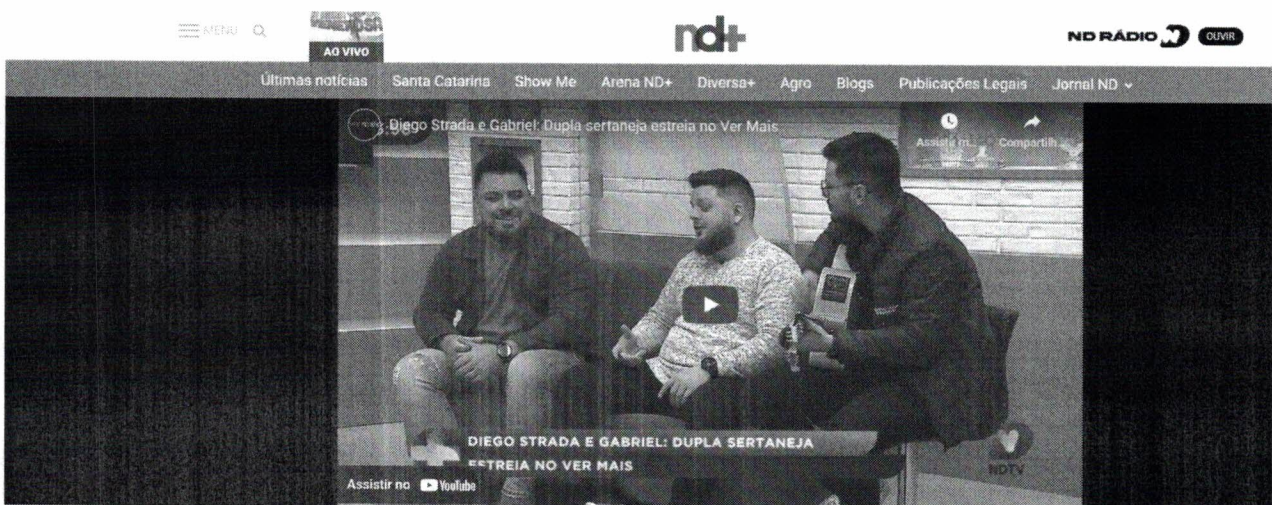 MENU
AO VIVO
nd+
ND RÁDIO
OUVIR
Últimas notícias Santa Catarina Show Me Arena ND+ Diversa+ Agro Blogs Publicações Legais Jornal ND
Diego Strada e Gabriel: Dupla sertaneja estreia no Ver Mais
Assistir m... Compartilh...
DIEGO STRADA E GABRIEL: DUPLA SERTANEJA
ESTREIA NO VER MAIS
NDTV
Assistir no YouTube